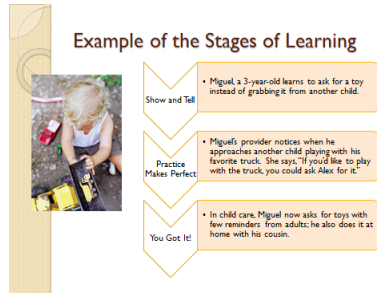 Example of the Stages of Learning
Show and Tell
• Miguel, a 3-year-old learns to ask for a toy
instead of grabbing it from another child.
Practice
Makes Perfect
• Miguel's provider notices when he
approaches another child playing with his
favorite truck. She says, "If you'd like to play
with the truck, you could ask Alex for it."
You Got It!
• In child care, Miguel now asks for toys with
few reminders from adults; he also does it at
home with his cousin.